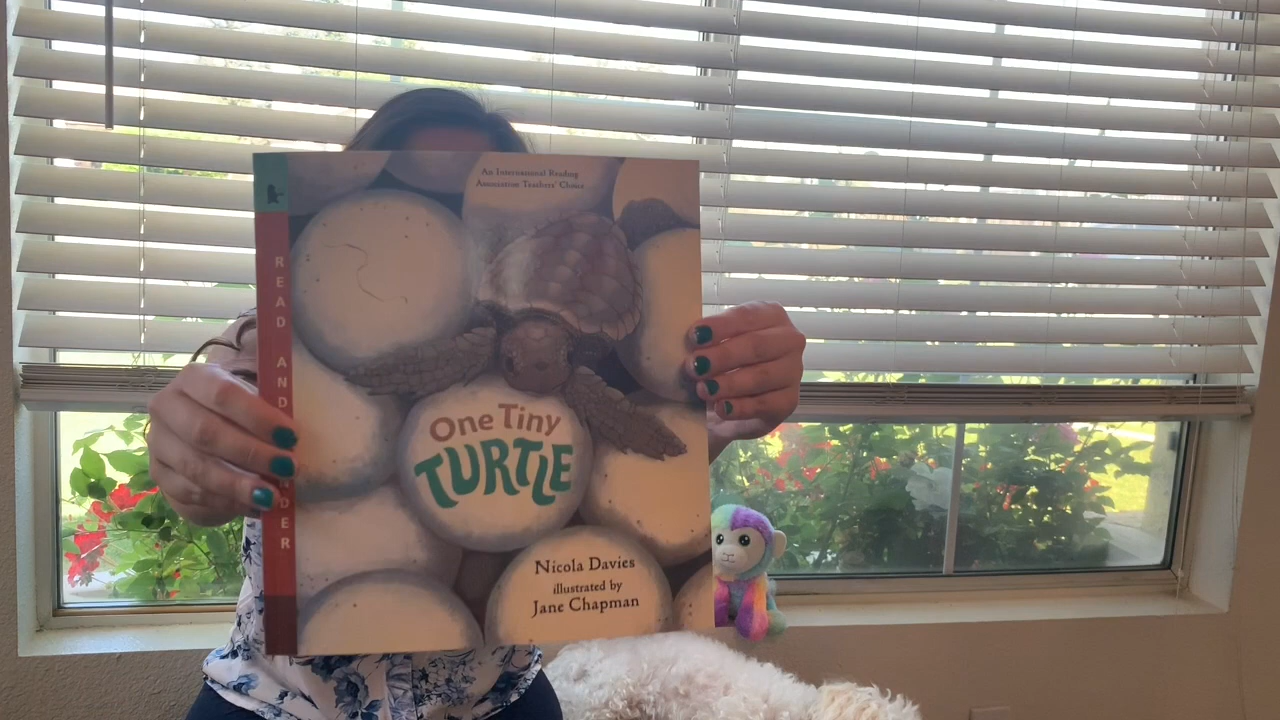 An International Reading
Association Teachers' Choice
READ AND WONDER
One Tiny
TURTLE
Nicola Davies
illustrated by
Jane Chapman